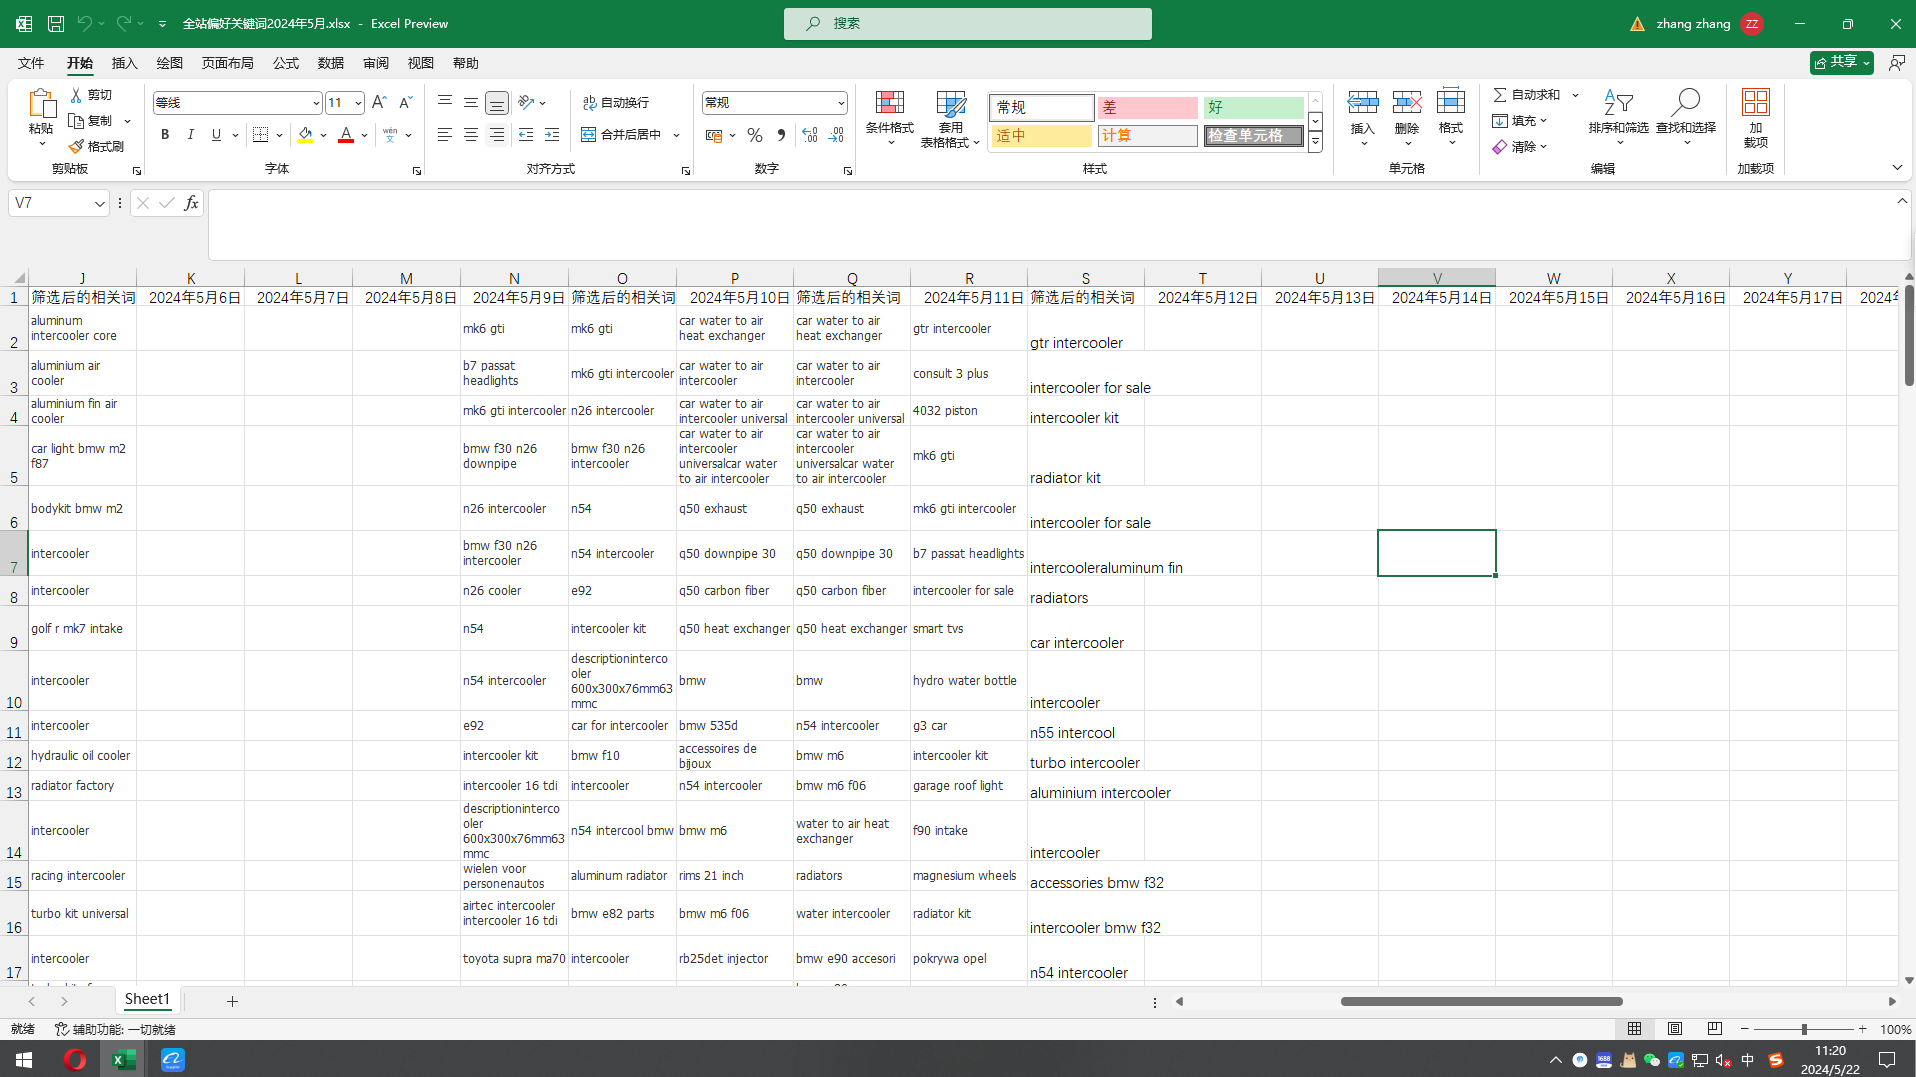 全站偏好关键词2024年5月.xlsx - Excel Preview
搜索
zhang zhang ZZ
文件 开始 插入 绘图 页面布局 公式 数据 审阅 视图 帮助
共享
粘贴 剪切 复制 格式刷 剪贴板
等线 11 B I U A wén 文 字体
自动换行 合并后居中 对齐方式
常规 % 数字
条件格式 套用 表格格式 常规 差 好 适中 计算 检查单元格 样式
插入 删除 格式 单元格
自动求和 填充 清除 排序和筛选 查找和选择 编辑
加 载项 加载项
V7 fx
J K L M N O P Q R S T U V W X Y
1 筛选后的相关词 2024年5月6日 2024年5月7日 2024年5月8日 2024年5月9日 筛选后的相关词 2024年5月10日 筛选后的相关词 2024年5月11日 筛选后的相关词 2024年5月12日 2024年5月13日 2024年5月14日 2024年5月15日 2024年5月16日 2024年5月17日
2 aluminum intercooler core mk6 gti mk6 gti car water to air heat exchanger car water to air heat exchanger gtr intercooler gtr intercooler
3 aluminium air cooler b7 passat headlights mk6 gti intercooler car water to air intercooler car water to air intercooler consult 3 plus intercooler for sale
4 aluminium fin air cooler mk6 gti intercooler n26 intercooler car water to air intercooler universal car water to air intercooler universal 4032 piston intercooler kit
5 car light bmw m2 f87 bmw f30 n26 downpipe bmw f30 n26 intercooler car water to air intercooler universalcar water to air intercooler car water to air intercooler universalcar water to air intercooler mk6 gti radiator kit
6 bodykit bmw m2 n26 intercooler n54 q50 exhaust q50 exhaust mk6 gti intercooler intercooler for sale
7 intercooler bmw f30 n26 intercooler n54 intercooler q50 downpipe 30 q50 downpipe 30 b7 passat headlights intercooleraluminum fin
8 intercooler n26 cooler e92 q50 carbon fiber q50 carbon fiber intercooler for sale radiators
9 golf r mk7 intake n54 intercooler kit q50 heat exchanger q50 heat exchanger smart tvs car intercooler
10 intercooler n54 intercooler descriptionintercooler 600x300x76mm63mmc bmw bmw hydro water bottle intercooler
11 intercooler e92 car for intercooler bmw 535d n54 intercooler g3 car n55 intercool
12 hydraulic oil cooler intercooler kit bmw f10 accessoires de bijoux bmw m6 intercooler kit turbo intercooler
13 radiator factory intercooler 16 tdi intercooler n54 intercooler bmw m6 f06 garage roof light aluminium intercooler
14 intercooler descriptionintercooler 600x300x76mm63mmc n54 intercool bmw bmw m6 water to air heat exchanger f90 intake intercooler
15 racing intercooler wielen voor personenautos aluminum radiator rims 21 inch radiators magnesium wheels accessories bmw f32
16 turbo kit universal airtec intercooler intercooler 16 tdi bmw e82 parts bmw m6 f06 water intercooler radiator kit intercooler bmw f32
17 intercooler toyota supra ma70 intercooler rb25det injector bmw e90 accesori pokrywa opel n54 intercooler
Sheet1
就绪 辅助功能: 一切就绪 100%
1688 中
11:20
2024/5/22